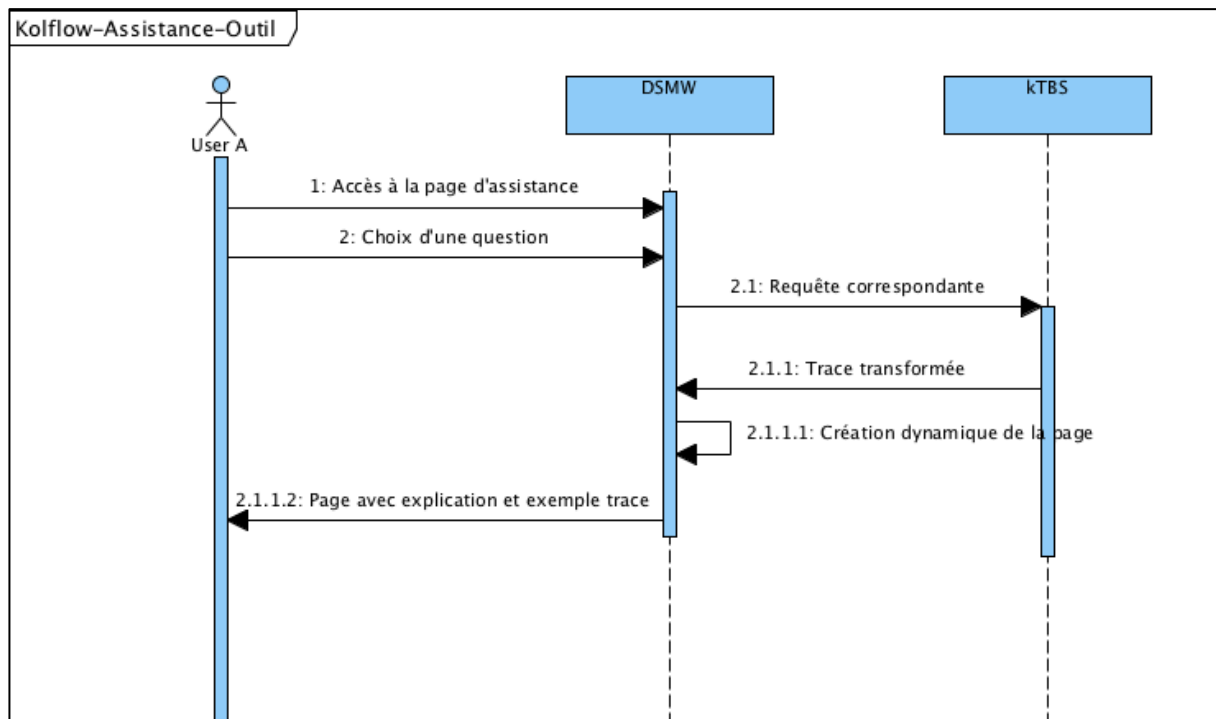 Kolflow-Assistance-Outil
DSMW
kTBS
User A
1: Accès à la page d'assistance
2: Choix d'une question
2.1: Requête correspondante
2.1.1: Trace transformée
2.1.1.1: Création dynamique de la page
2.1.1.2: Page avec explication et exemple trace